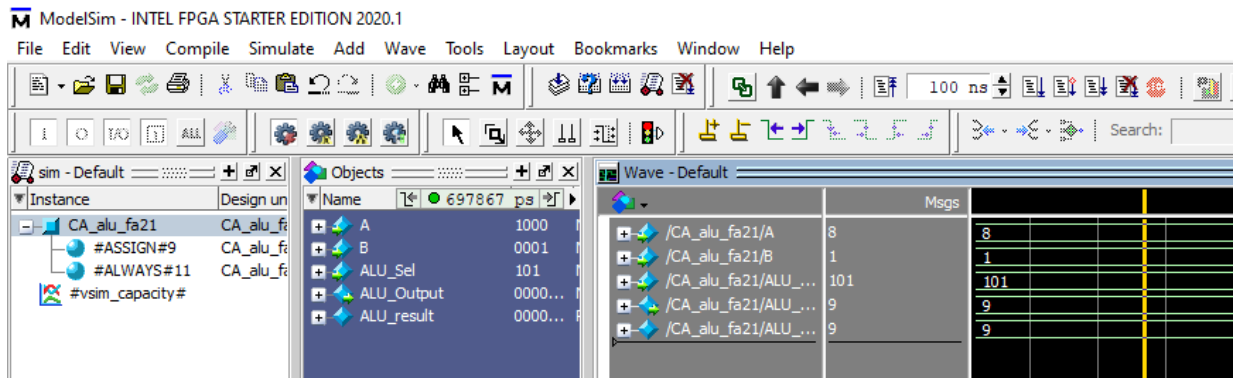 ModelSim - INTEL FPGA STARTER EDITION 2020.1
File Edit View Compile Simulate Add Wave Tools Layout Bookmarks Window Help
100 ns
1 I/O ALL Search:
sim - Default Objects Wave - Default
Instance Design un Name 697867 ps Msgs
CA_alu_fa21 CA_alu_fa A 1000 /CA_alu_fa21/A 8 8
#ASSIGN#9 CA_alu_fa B 0001 /CA_alu_fa21/B 1 1
#ALWAYS#11 CA_alu_fa ALU_Sel 101 /CA_alu_fa21/ALU_... 101 101
#vsim_capacity# ALU_Output 0000... /CA_alu_fa21/ALU_... 9 9
ALU_result 0000... /CA_alu_fa21/ALU_... 9 9